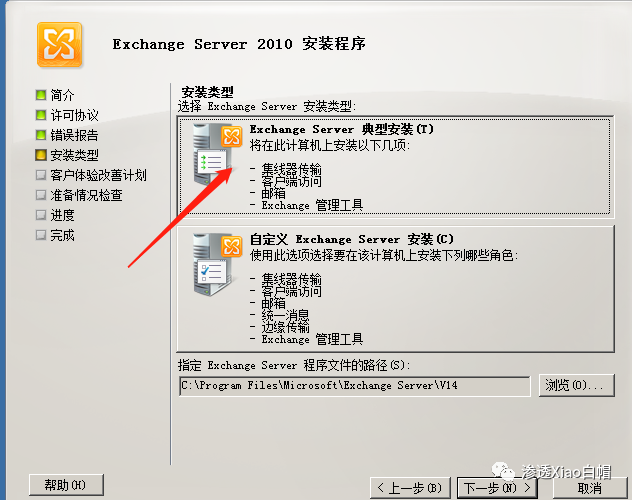 Exchange Server 2010 安装程序
简介
许可协议
错误报告
安装类型
客户体验改善计划
准备情况检查
进度
完成
安装类型
选择 Exchange Server 安装类型:
Exchange Server 典型安装(T)
将在此计算机上安装以下几项:
- 集线器传输
- 客户端访问
- 邮箱
- Exchange 管理工具
自定义 Exchange Server 安装(C)
使用此选项选择要在该计算机上安装下列哪些角色:
- 集线器传输
- 客户端访问
- 邮箱
- 统一消息
- 边缘传输
- Exchange 管理工具
指定 Exchange Server 程序文件的路径(S):
C:\Program Files\Microsoft\Exchange Server\V14
浏览(O)...
渗透Xiao白帽
帮助(H)
< 上一步(B)
下一步(N) >
取消